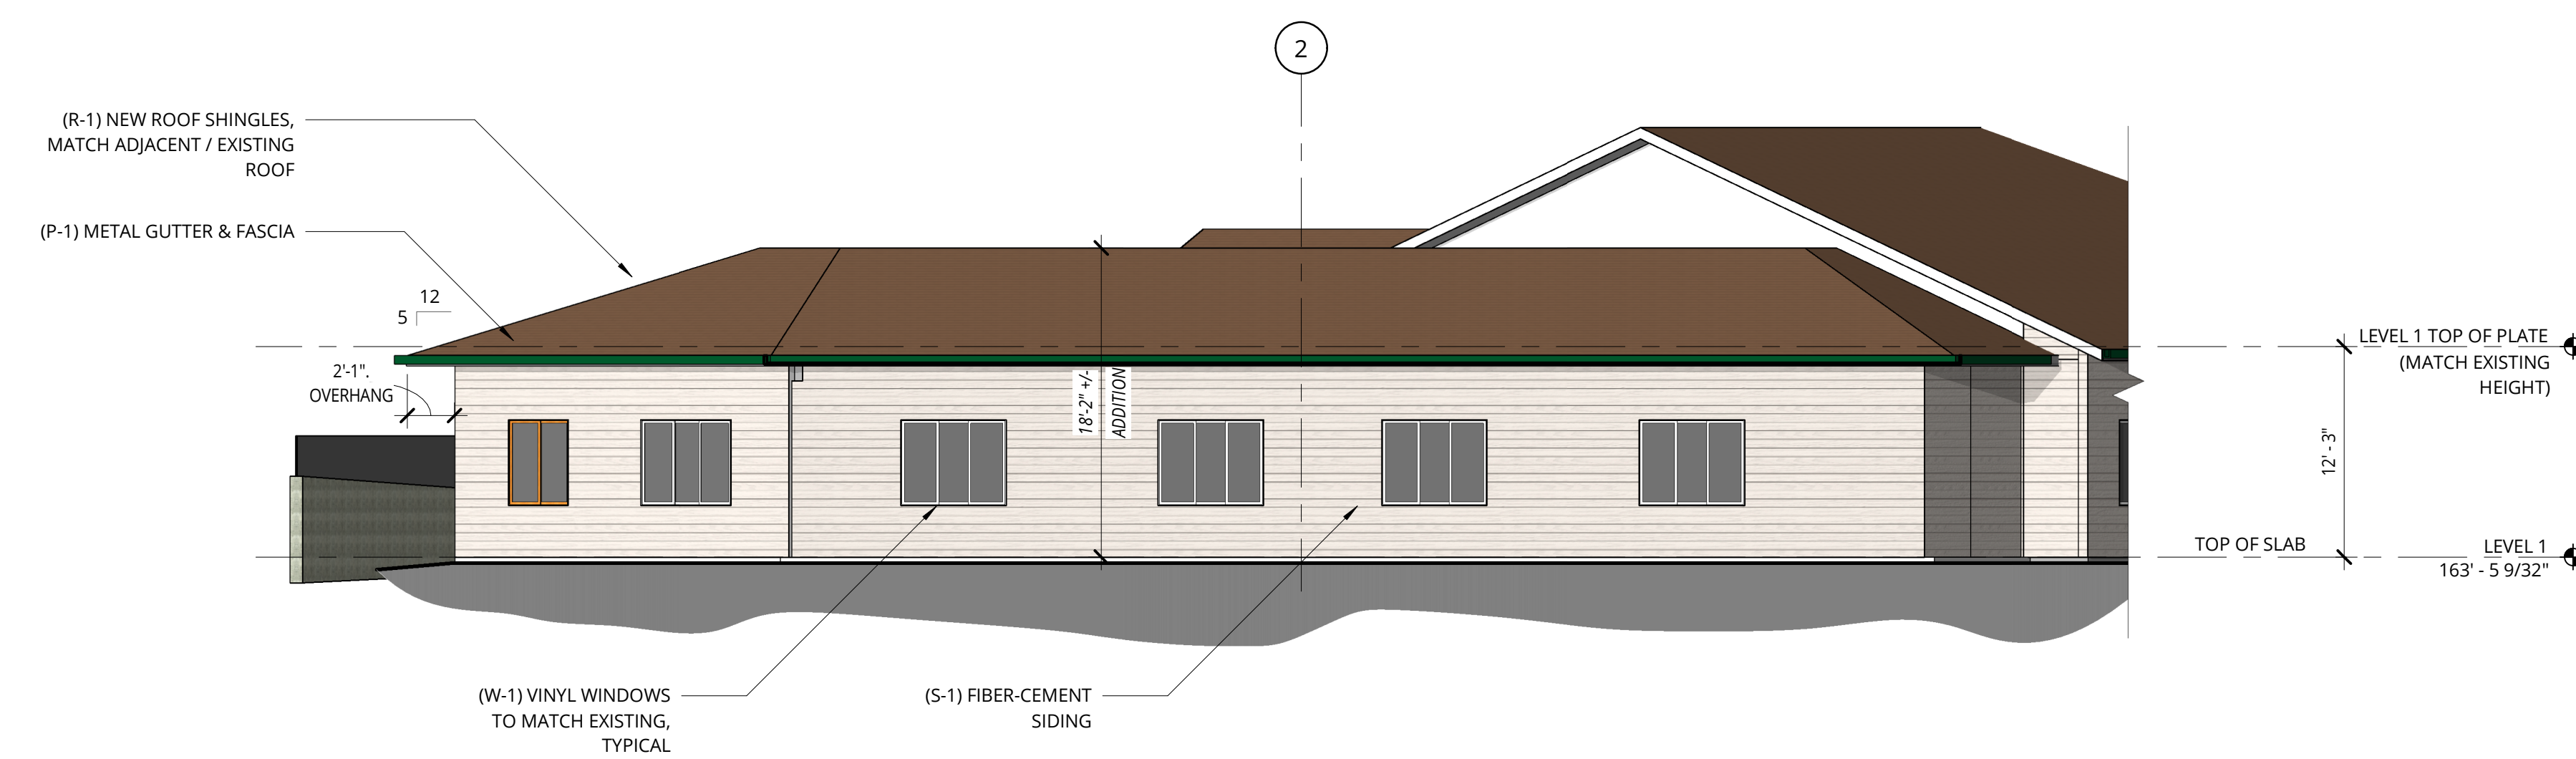 2
(R-1) NEW ROOF SHINGLES,
MATCH ADJACENT / EXISTING
ROOF
(P-1) METAL GUTTER & FASCIA
12
5
2'-1".
OVERHANG
18'-2" +/-
ADDITION
LEVEL 1 TOP OF PLATE
(MATCH EXISTING
HEIGHT)
12' - 3"
TOP OF SLAB
LEVEL 1
163' - 5 9/32"
(W-1) VINYL WINDOWS
TO MATCH EXISTING,
TYPICAL
(S-1) FIBER-CEMENT
SIDING